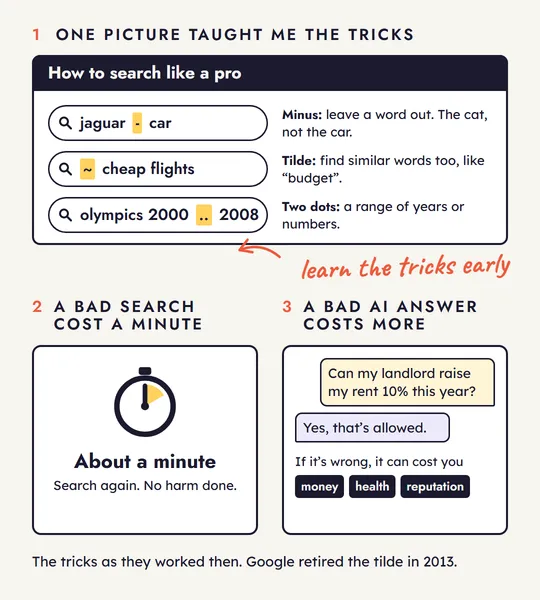 1 ONE PICTURE TAUGHT ME THE TRICKS
How to search like a pro
jaguar - car
Minus: leave a word out. The cat,
not the car.
~ cheap flights
Tilde: find similar words too, like
“budget”.
olympics 2000 .. 2008
Two dots: a range of years or
numbers.
learn the tricks early
2 A BAD SEARCH
COST A MINUTE
About a minute
Search again. No harm done.
3 A BAD AI ANSWER
COSTS MORE
Can my landlord raise
my rent 10% this year?
Yes, that’s allowed.
If it’s wrong, it can cost you
money health reputation
The tricks as they worked then. Google retired the tilde in 2013.